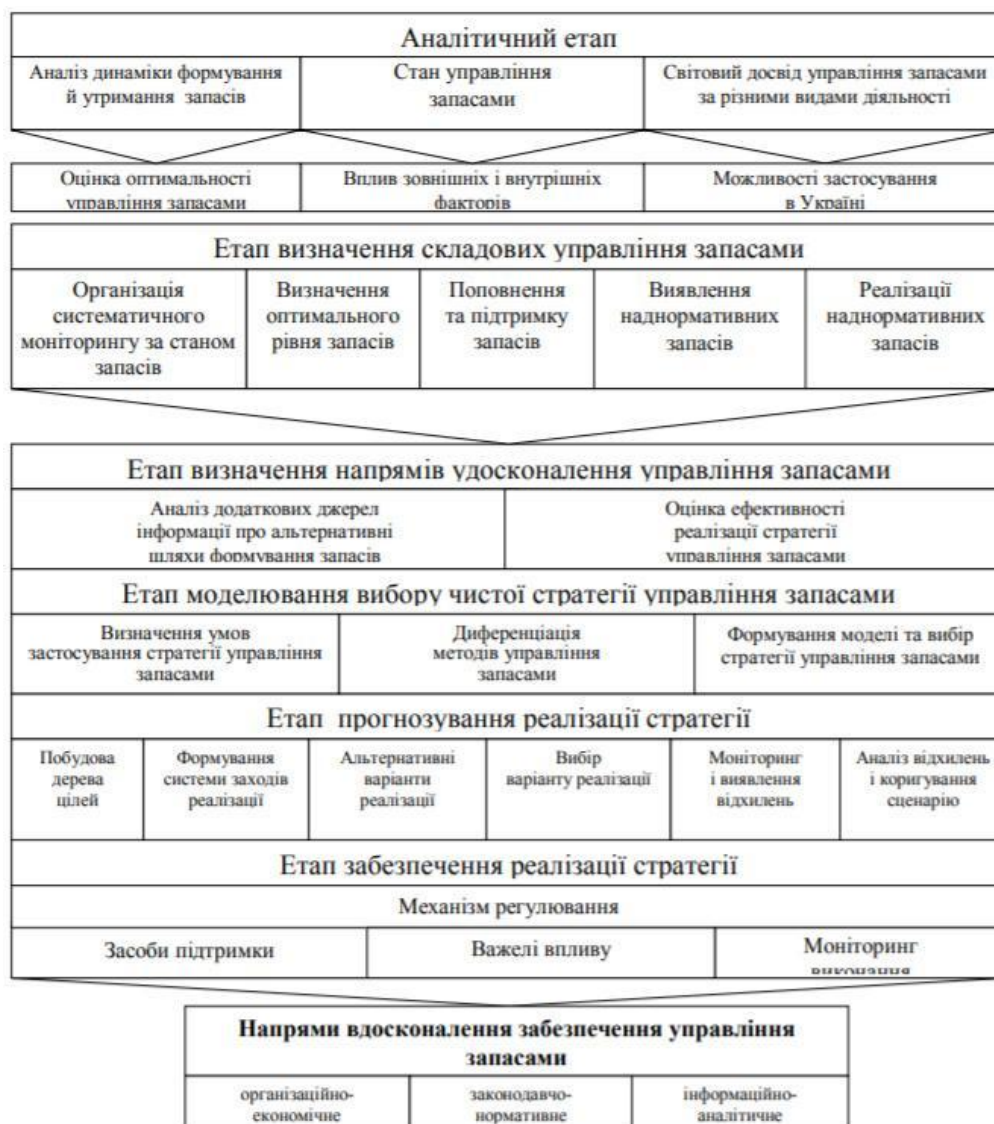 Аналітичний етап
Аналіз динаміки формування
й утримання запасів
Стан управління
запасами
Світовий досвід управління запасами
за різними видами діяльності
Оцінка оптимальності
управління запасами
Вплив зовнішніх і внутрішніх
факторів
Можливості застосування
в Україні
Етап визначення складових управління запасами
Організація
систематичного
моніторингу за станом
запасів
Визначення
оптимального
рівня запасів
Поповнення
та підтримку
запасів
Виявлення
наднормативних
запасів
Реалізації
наднормативних
запасів
Етап визначення напрямів удосконалення управління запасами
Аналіз додаткових джерел
інформації про альтернативні
шляхи формування запасів
Оцінка ефективності
реалізації стратегії
управління запасами
Етап моделювання вибору чистої стратегії управління запасами
Визначення умов
застосування стратегії управління
запасами
Диференціація
методів управління
запасами
Формування моделі та вибір
стратегії управління запасами
Етап прогнозування реалізації стратегії
Побудова
дерева
цілей
Формування
системи заходів
реалізації
Альтернативні
варіанти
реалізації
Вибір
варіанту реалізації
Моніторинг
і виявлення
відхилень
Аналіз відхилень
і коригування
сценарію
Етап забезпечення реалізації стратегії
Механізм регулювання
Засоби підтримки
Важелі впливу
Моніторинг
виконання
Напрями вдосконалення забезпечення управління
запасами
організаційно-
економічне
законодавчо-
нормативне
інформаційно-
аналітичне